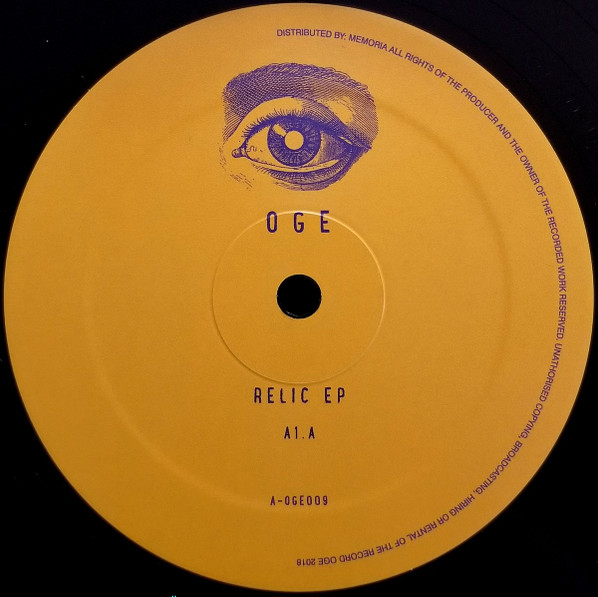 DISTRIBUTED BY: MEMORIA ALL RIGHTS OF THE PRODUCER AND THE OWNER OF THE RECORDED WORK RESERVED. UNATHORISED COPYING, BROADCASTING, HIRING OR RENTAL OF THE RECORD OGE 2018
OGE
RELIC EP
A1.A
A-OGE009